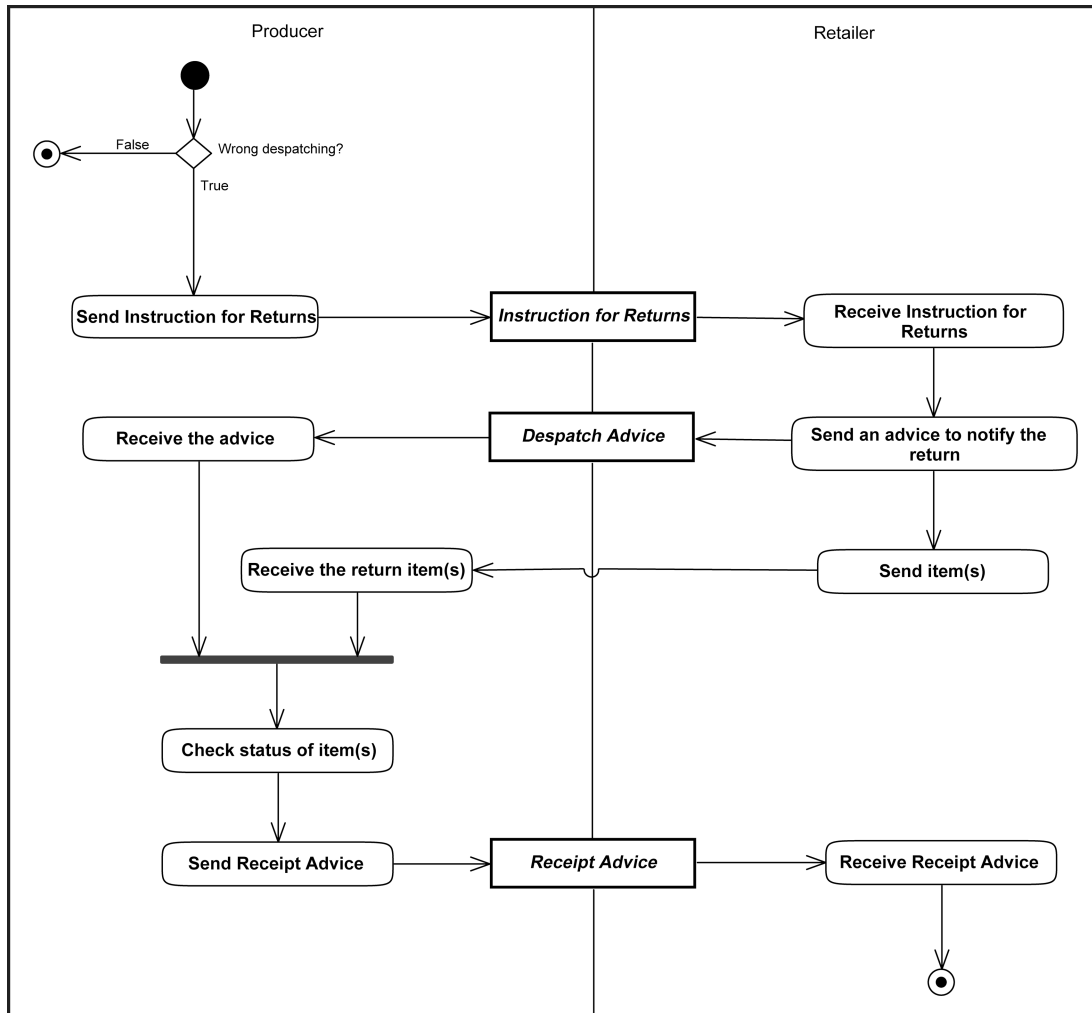 Producer
Retailer
Wrong despatching?
False
True
Send Instruction for Returns
Instruction for Returns
Receive Instruction for
Returns
Receive the advice
Despatch Advice
Send an advice to notify the
return
Receive the return item(s)
Send item(s)
Check status of item(s)
Send Receipt Advice
Receipt Advice
Receive Receipt Advice